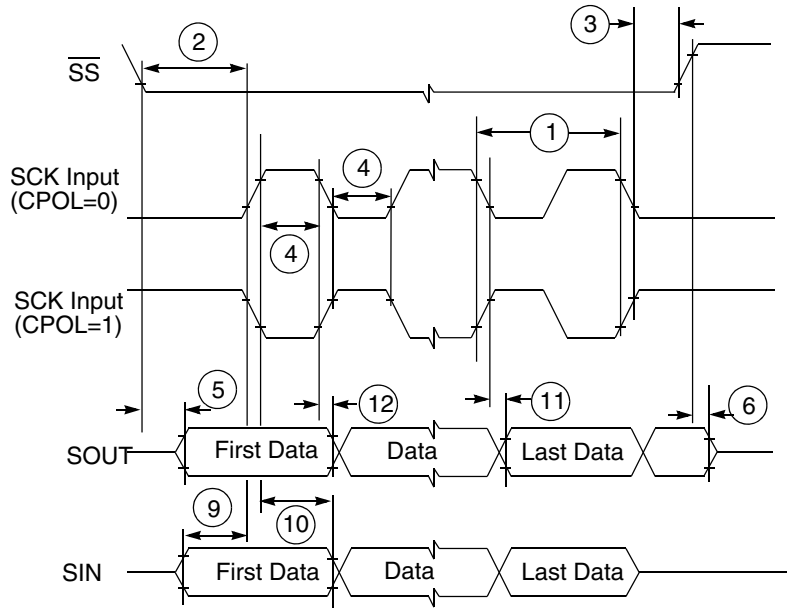 2
3
SS
1
SCK Input
(CPOL=0)
4
4
SCK Input
(CPOL=1)
5
12
11
6
SOUT
First Data
Data
Last Data
9
10
SIN
First Data
Data
Last Data